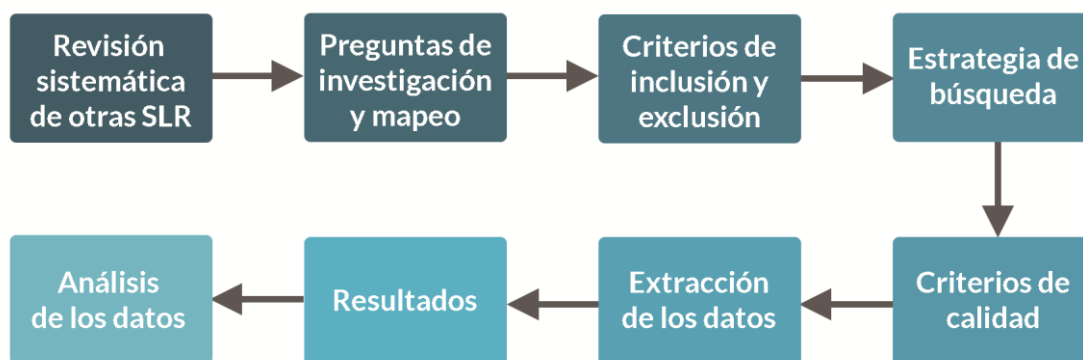 Revisión
sistemática
de otras SLR
Preguntas de
investigación
y mapeo
Criterios de
inclusión y
exclusión
Estrategia de
búsqueda
Criterios de
calidad
Extracción
de los datos
Resultados
Análisis
de los datos